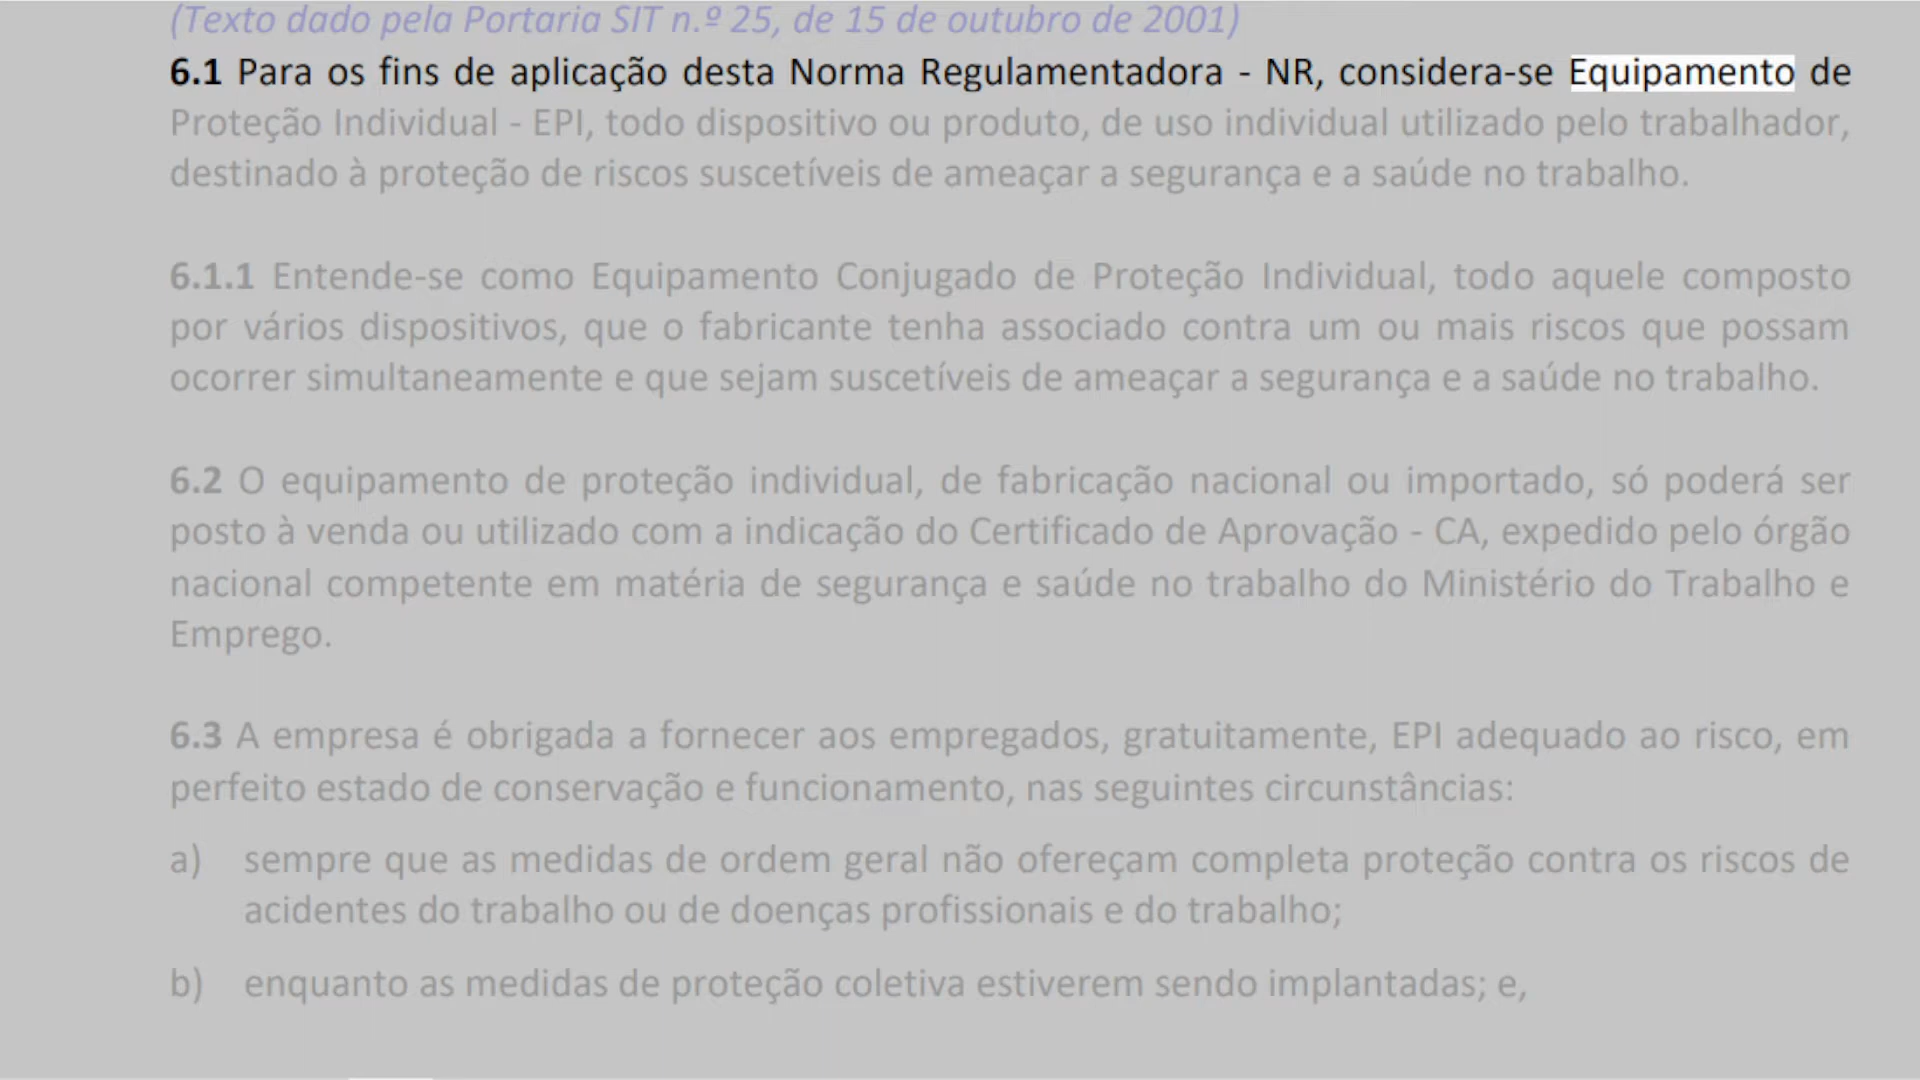 (Texto dado pela Portaria SIT n.º 25, de 15 de outubro de 2001)
6.1 Para os fins de aplicação desta Norma Regulamentadora - NR, considera-se Equipamento de
Proteção Individual - EPI, todo dispositivo ou produto, de uso individual utilizado pelo trabalhador,
destinado à proteção de riscos suscetíveis de ameaçar a segurança e a saúde no trabalho.
6.1.1 Entende-se como Equipamento Conjugado de Proteção Individual, todo aquele composto
por vários dispositivos, que o fabricante tenha associado contra um ou mais riscos que possam
ocorrer simultaneamente e que sejam suscetíveis de ameaçar a segurança e a saúde no trabalho.
6.2 O equipamento de proteção individual, de fabricação nacional ou importado, só poderá ser
posto à venda ou utilizado com a indicação do Certificado de Aprovação - CA, expedido pelo órgão
nacional competente em matéria de segurança e saúde no trabalho do Ministério do Trabalho e
Emprego.
6.3 A empresa é obrigada a fornecer aos empregados, gratuitamente, EPI adequado ao risco, em
perfeito estado de conservação e funcionamento, nas seguintes circunstâncias:
a) sempre que as medidas de ordem geral não ofereçam completa proteção contra os riscos de
acidentes do trabalho ou de doenças profissionais e do trabalho;
b) enquanto as medidas de proteção coletiva estiverem sendo implantadas; e,